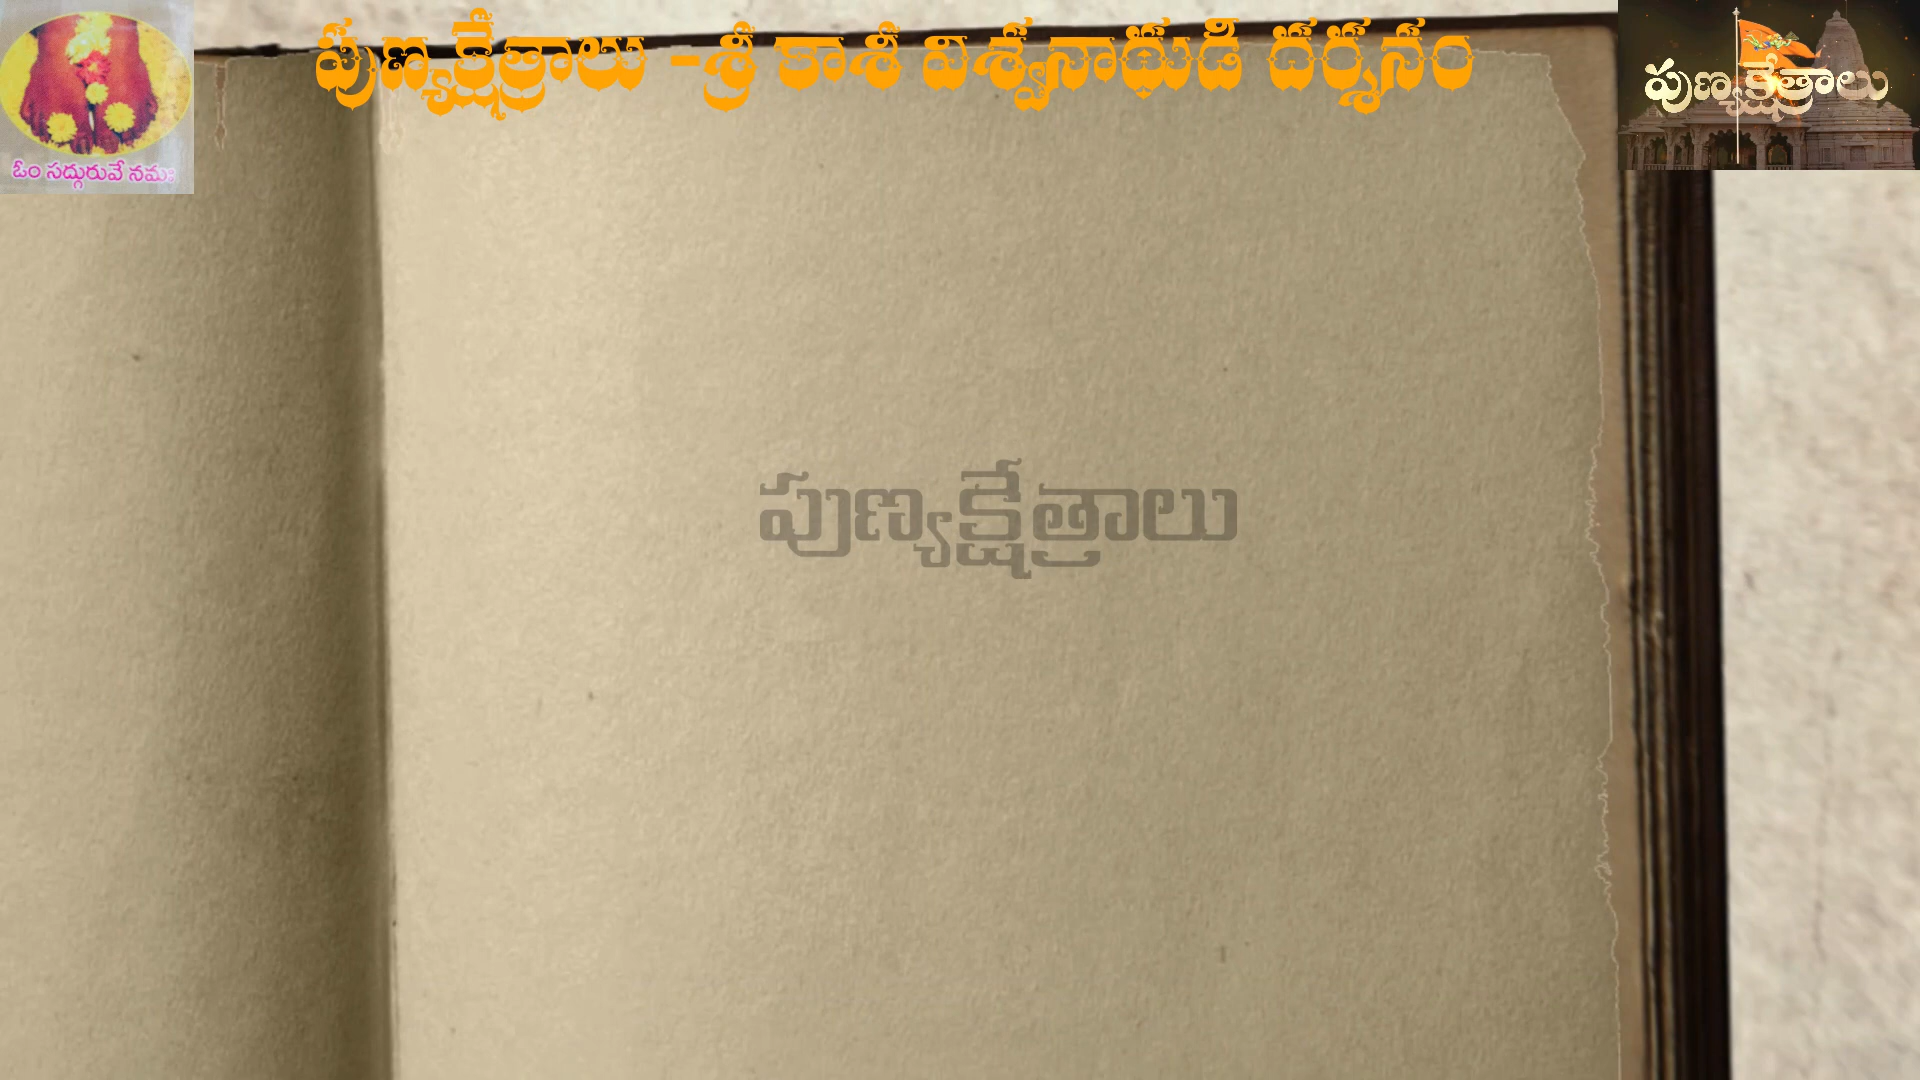 పుణ్యక్షేత్రాలు -శ్రీ కాశీ విశ్వనాథుడి దర్శనం
ఓం సద్గురువే నమః
పుణ్యక్షేత్రాలు
పుణ్యక్షేత్రాలు